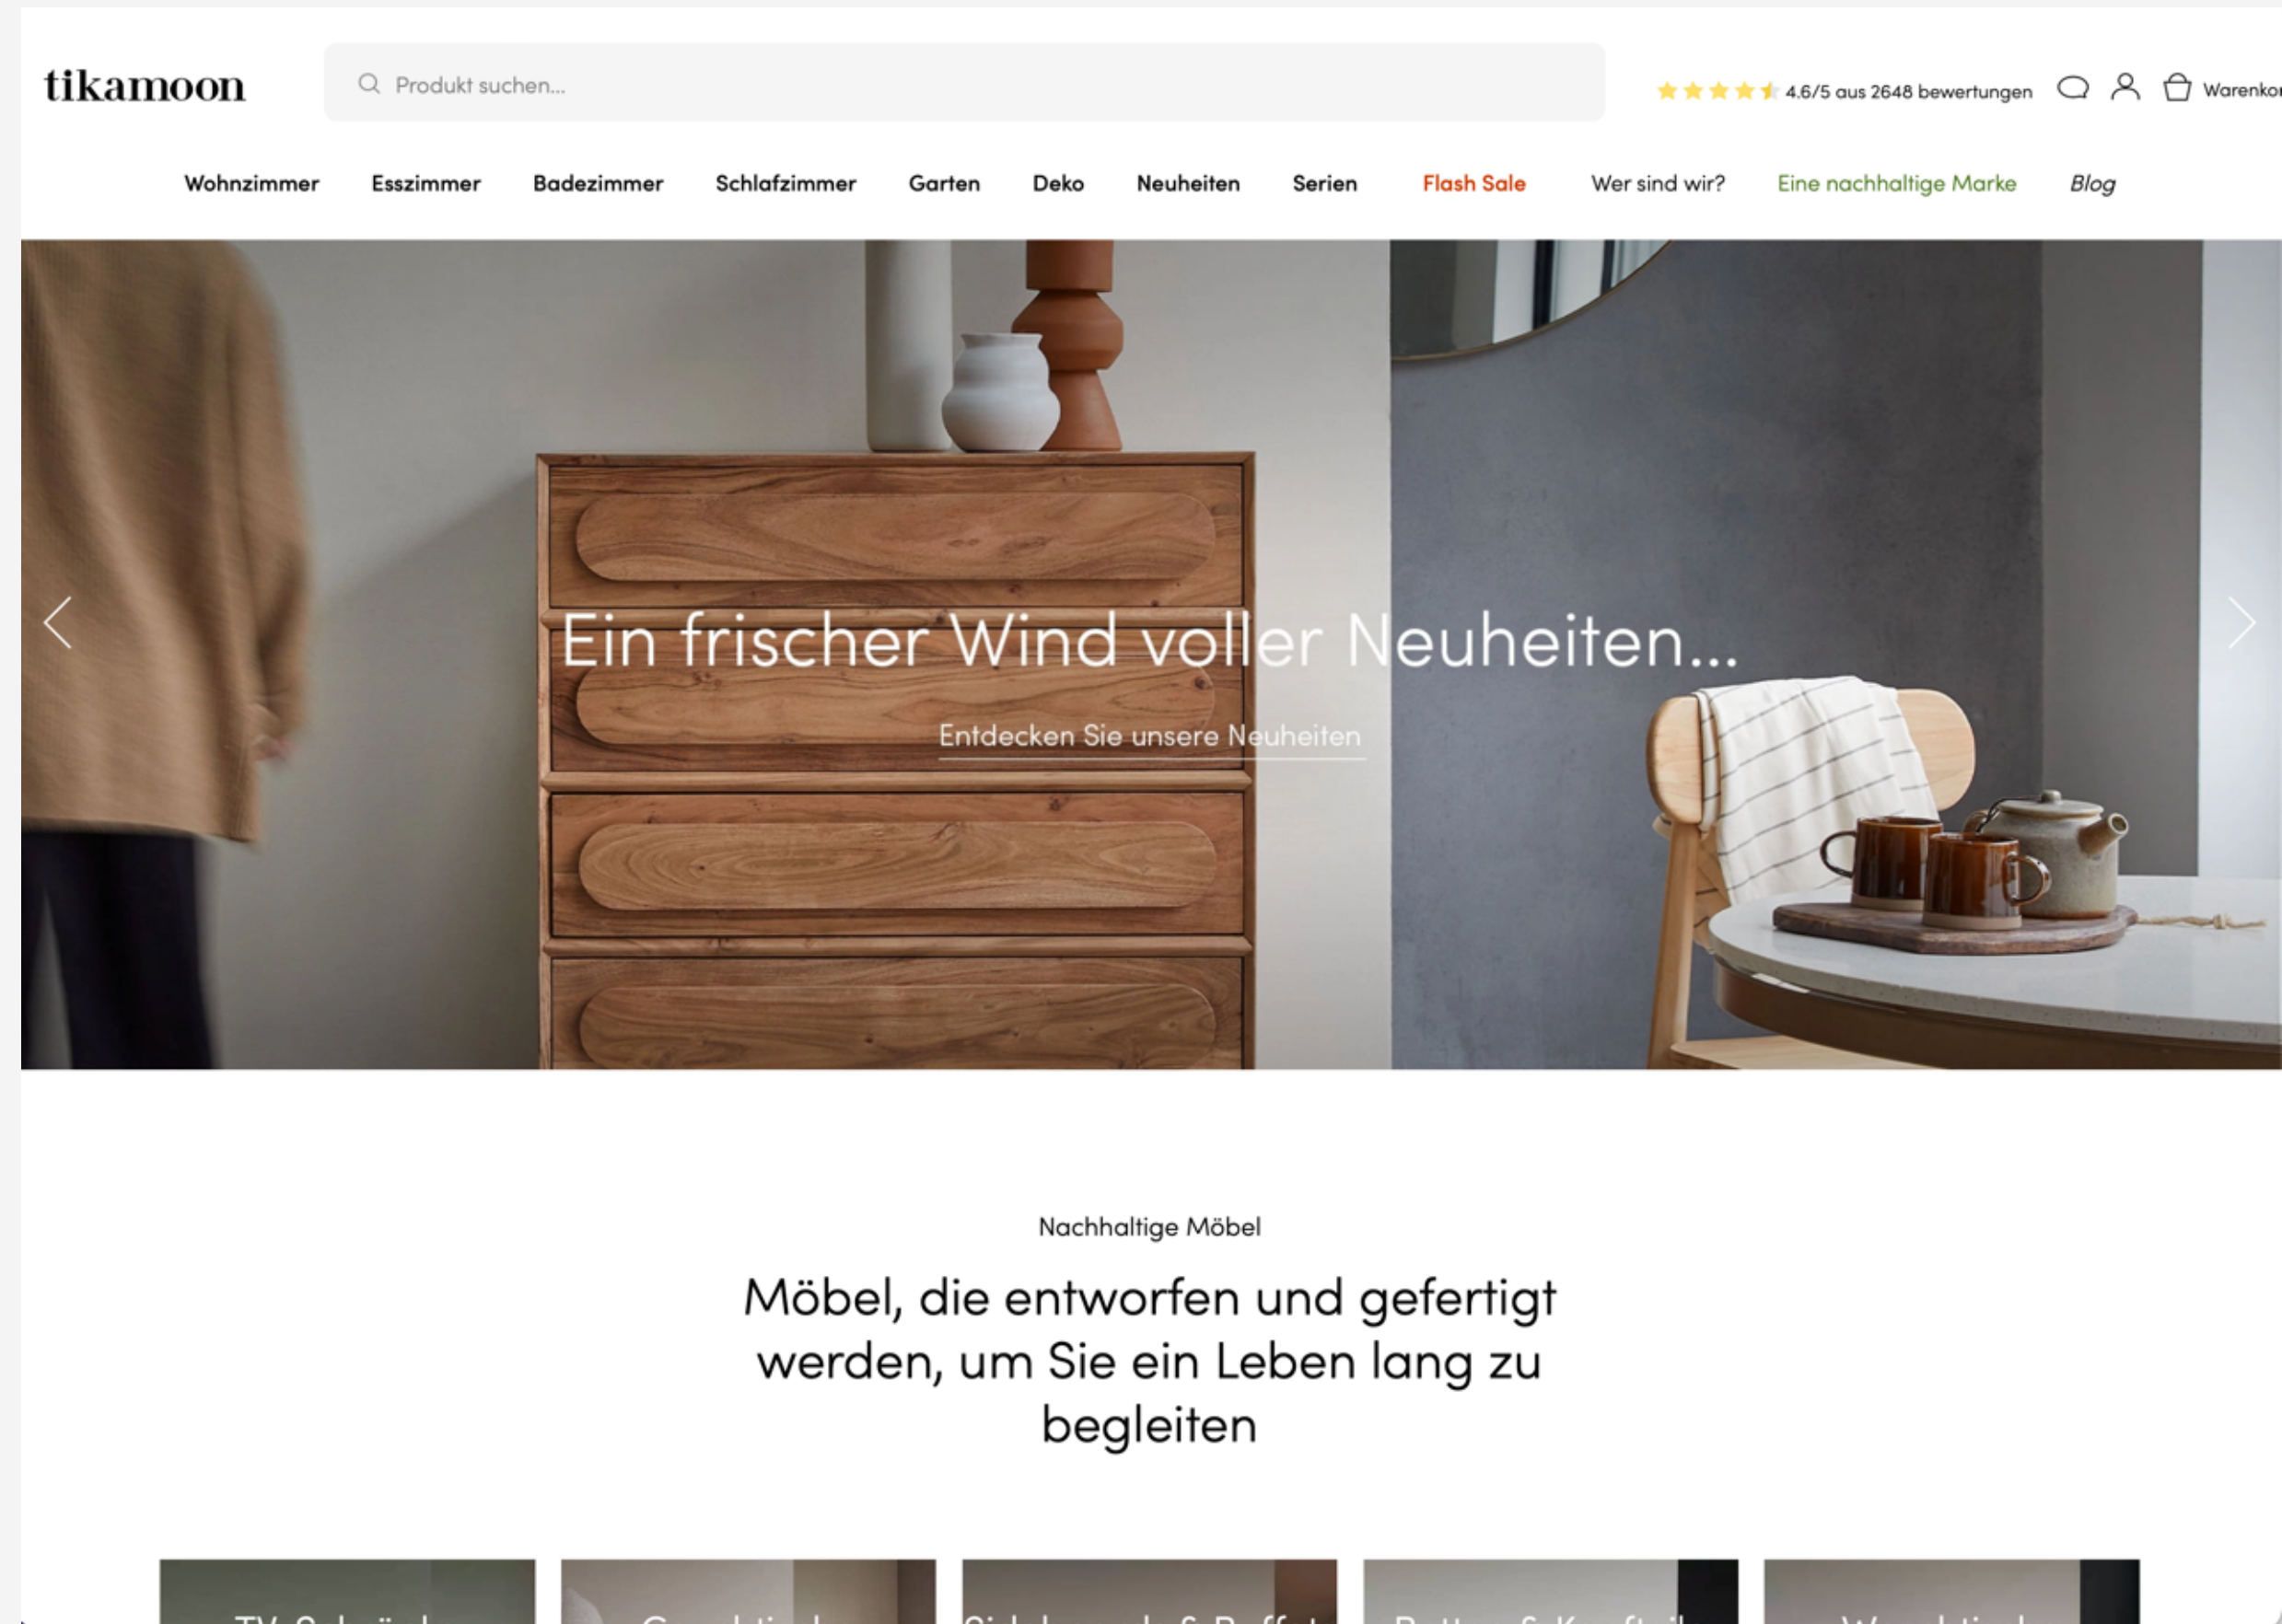 tikamoon
Produkt suchen...
4.6/5 aus 2648 bewertungen
Wohnzimmer Esszimmer Badezimmer Schlafzimmer Garten Deko Neuheiten Serien Flash Sale Wer sind wir? Eine nachhaltige Marke Blog
Ein frischer Wind voller Neuheiten...
Entdecken Sie unsere Neuheiten
Nachhaltige Möbel
Möbel, die entworfen und gefertigt
werden, um Sie ein Leben lang zu
begleiten